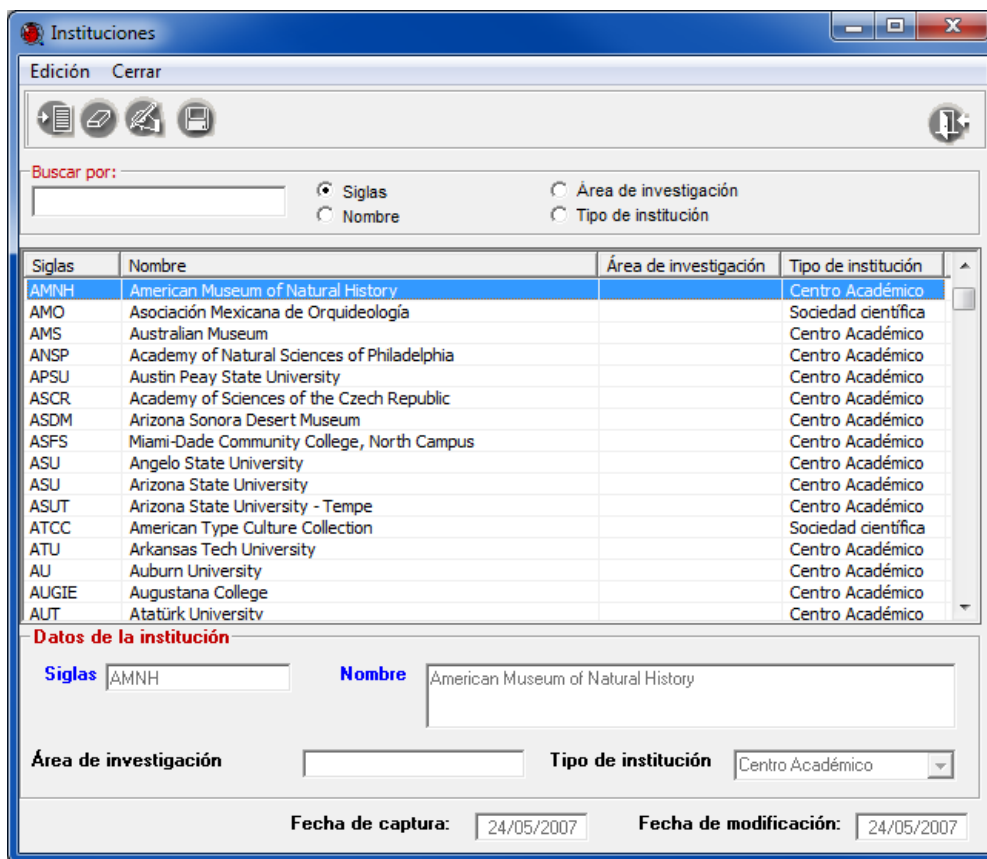 Instituciones
Edición Cerrar
Buscar por:
Siglas Área de investigación
Nombre Tipo de institución
Siglas Nombre Área de investigación Tipo de institución
AMNH American Museum of Natural History Centro Académico
AMO Asociación Mexicana de Orquideología Sociedad científica
AMS Australian Museum Centro Académico
ANSP Academy of Natural Sciences of Philadelphia Centro Académico
APSU Austin Peay State University Centro Académico
ASCR Academy of Sciences of the Czech Republic Centro Académico
ASDM Arizona Sonora Desert Museum Centro Académico
ASFS Miami-Dade Community College, North Campus Centro Académico
ASU Angelo State University Centro Académico
ASU Arizona State University Centro Académico
ASUT Arizona State University - Tempe Centro Académico
ATCC American Type Culture Collection Sociedad científica
ATU Arkansas Tech University Centro Académico
AU Auburn University Centro Académico
AUGIE Augustana College Centro Académico
AUT Atatürk University Centro Académico
Datos de la institución
Siglas AMNH Nombre American Museum of Natural History
Área de investigación Tipo de institución Centro Académico
Fecha de captura: 24/05/2007 Fecha de modificación: 24/05/2007